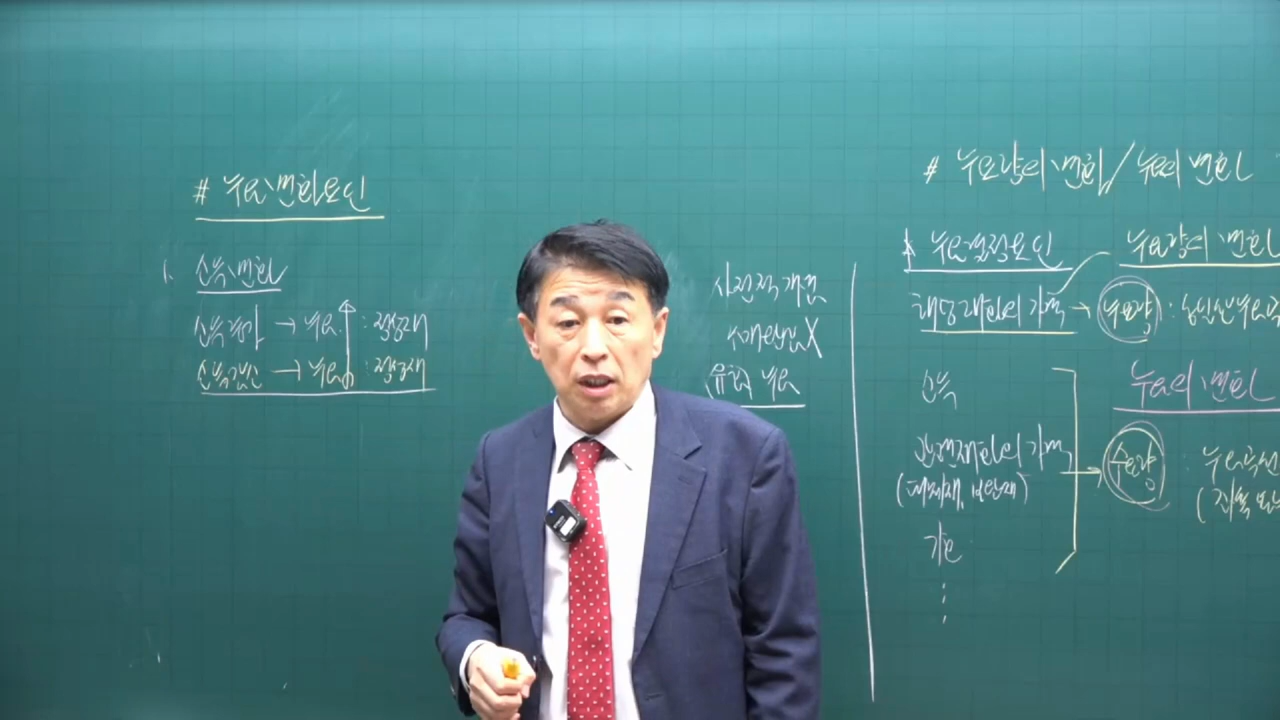 # 수요변화요인
1. 소득변화
소득증가 → 수요↑ : 정상재
소득감소 → 수요↓ : 정상재
사전적개념
유효수요
# 수요량의 변화 / 수요의 변화
수요결정요인
수요량의 변화
해당재화의 가격 → 수요량 :
소득
수요의 변화
관련재화의 가격 → 수요량 : 수요곡선
(대체재, 보완재)
기호